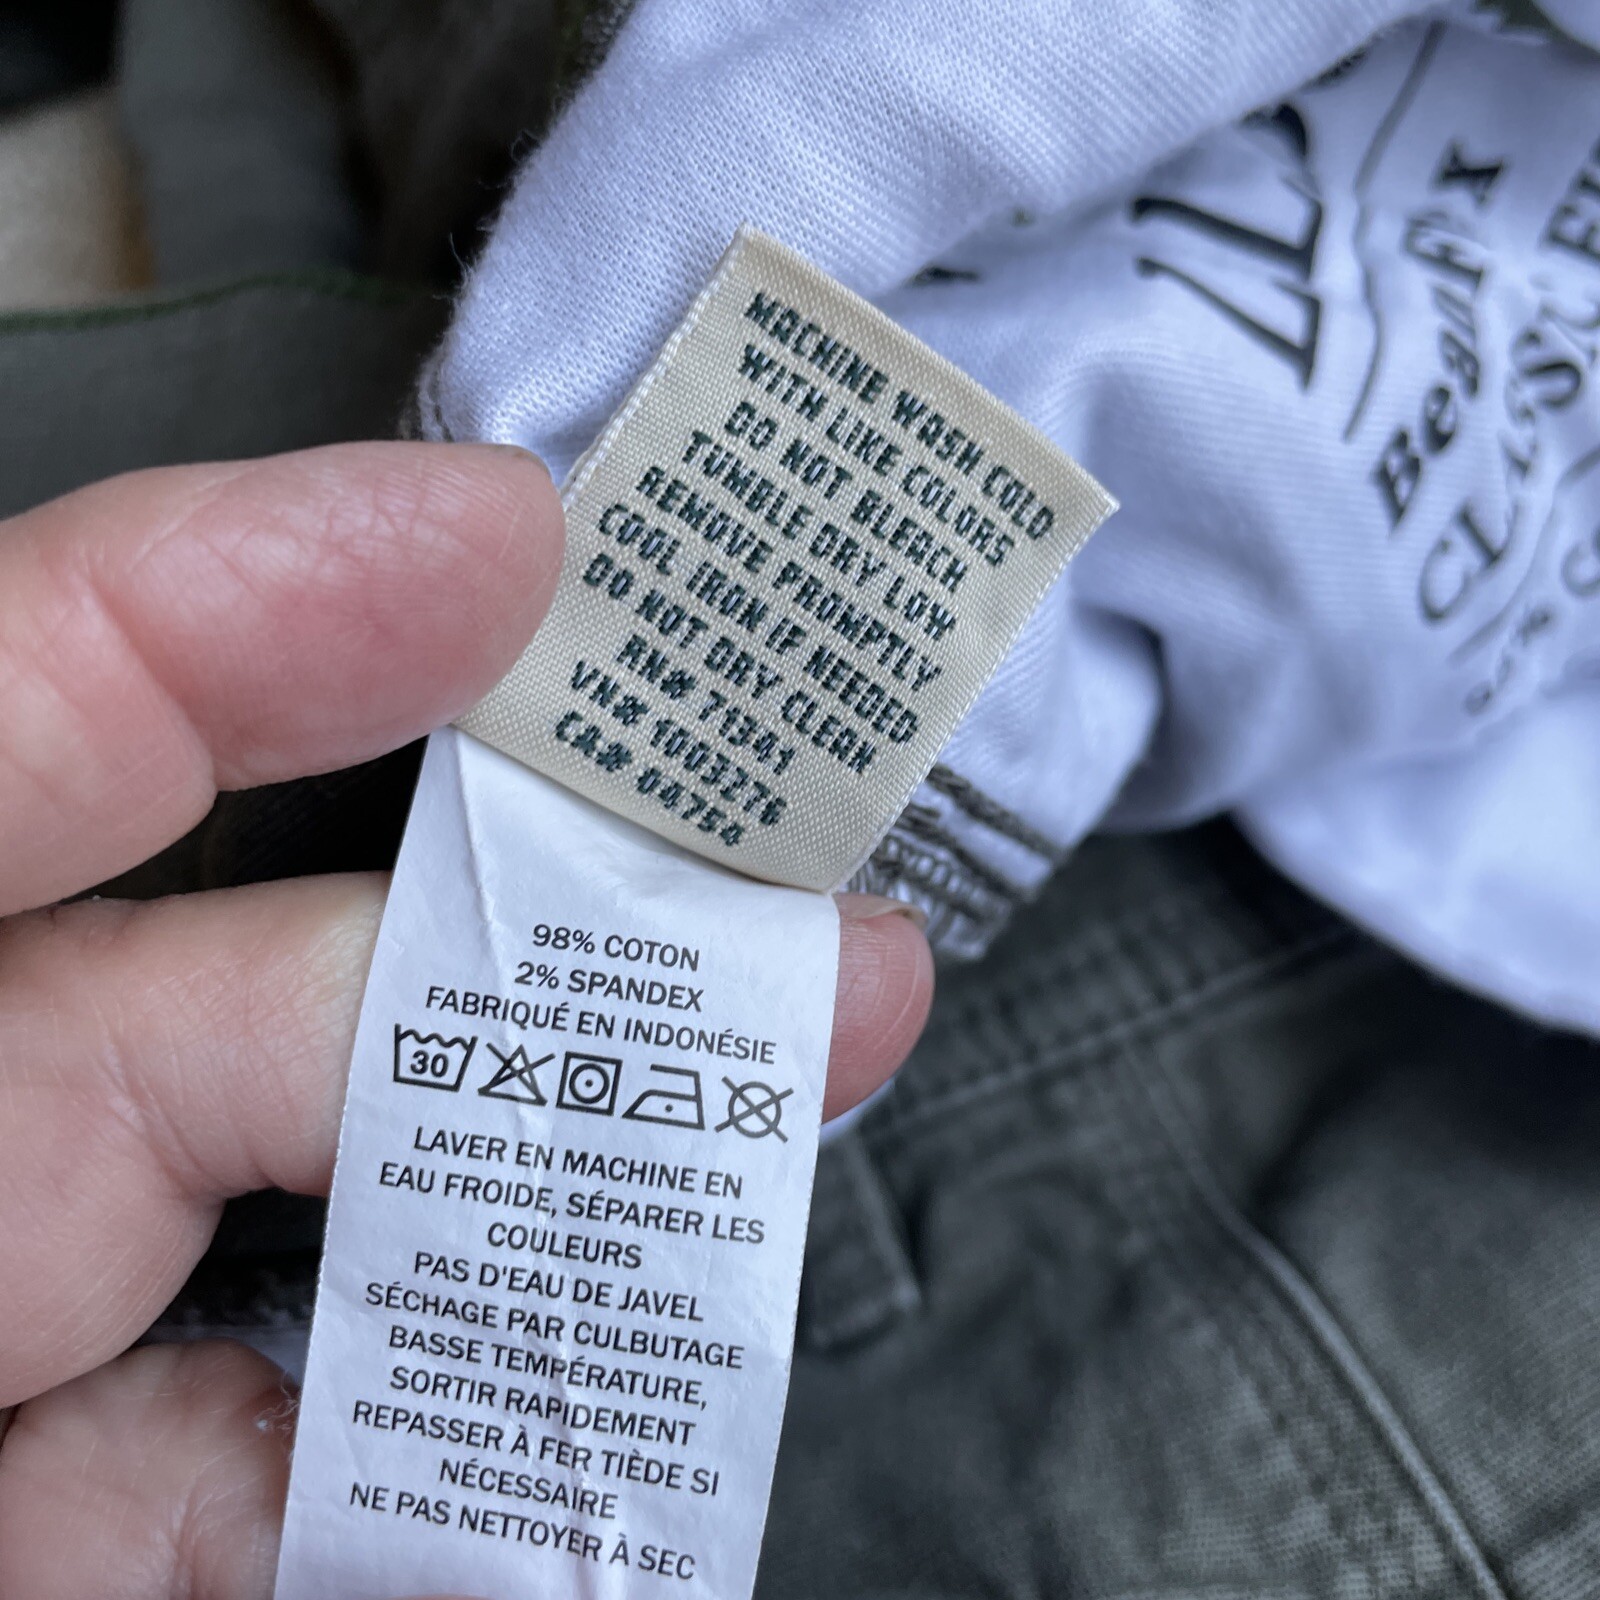 MACHINE WASH COLD
WITH LIKE COLORS
DO NOT BLEACH
TUMBLE DRY LOW
REMOVE PROMPTLY
COOL IRON IF NEEDED
DO NOT DRY CLEAN
RN# 71341
VN# 1003276
CA# 04754
98% COTON
2% SPANDEX
FABRIQUÉ EN INDONÉSIE
30
LAVER EN MACHINE EN
EAU FROIDE, SÉPARER LES
COULEURS
PAS D'EAU DE JAVEL
SÉCHAGE PAR CULBUTAGE
BASSE TEMPÉRATURE,
SORTIR RAPIDEMENT
REPASSER À FER TIÈDE SI
NÉCESSAIRE
NE PAS NETTOYER À SEC